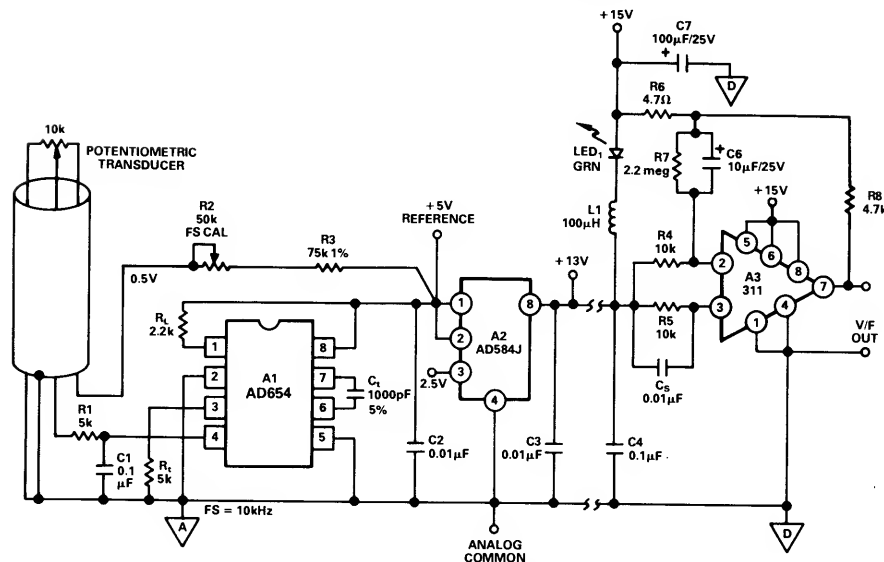 +15V
C7
100μF/25V
+
D
R6
4.7Ω
10k
POTENTIOMETRIC
TRANSDUCER
LED1
GRN
R7
2.2 meg
+
C6
10μF/25V
R8
4.7k
L1
100μH
+15V
R2
50k
FS CAL
R3
75k 1%
0.5V
+5V
REFERENCE
+13V
R4
10k
R5
10k
CS
0.01μF
2
3
5
6
8
7
4
1
A3
311
V/F
OUT
RL
2.2k
1
2
3
4
8
7
6
5
A1
AD654
Ct
1000pF
5%
1
2
3
8
4
A2
AD584J
2.5V
R1
5k
C1
0.1
μF
Rt
5k
C2
0.01μF
C3
0.01μF
C4
0.1μF
A
FS = 10kHz
ANALOG
COMMON
D